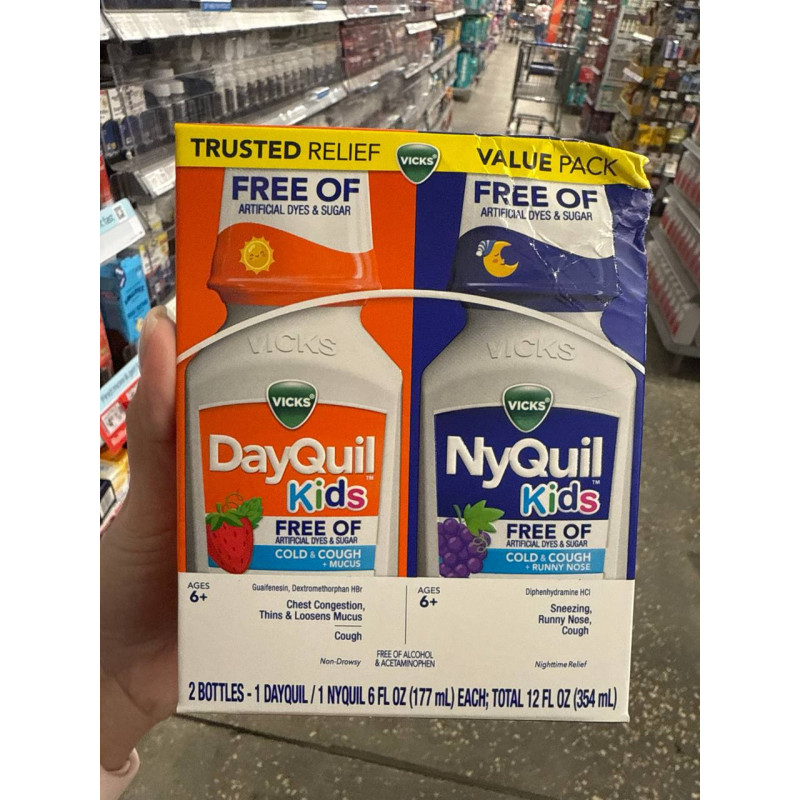 TRUSTED RELIEF
VICKS
VALUE PACK
FREE OF
ARTIFICIAL DYES & SUGAR
FREE OF
ARTIFICIAL DYES & SUGAR
VICKS
VICKS
VICKS
DayQuil
TM
Kids
FREE OF
ARTIFICIAL DYES & SUGAR
COLD & COUGH
+ MUCUS
VICKS
NyQuil
TM
Kids
FREE OF
ARTIFICIAL DYES & SUGAR
COLD & COUGH
+ RUNNY NOSE
AGES
6+
Guaifenesin, Dextromethorphan HBr
Chest Congestion,
Thins & Loosens Mucus
Cough
Non-Drowsy
FREE OF ALCOHOL
& ACETAMINOPHEN
AGES
6+
Diphenhydramine HCl
Sneezing,
Runny Nose,
Cough
Nighttime Relief
2 BOTTLES - 1 DAYQUIL / 1 NYQUIL 6 FL OZ (177 mL) EACH; TOTAL 12 FL OZ (354 mL)